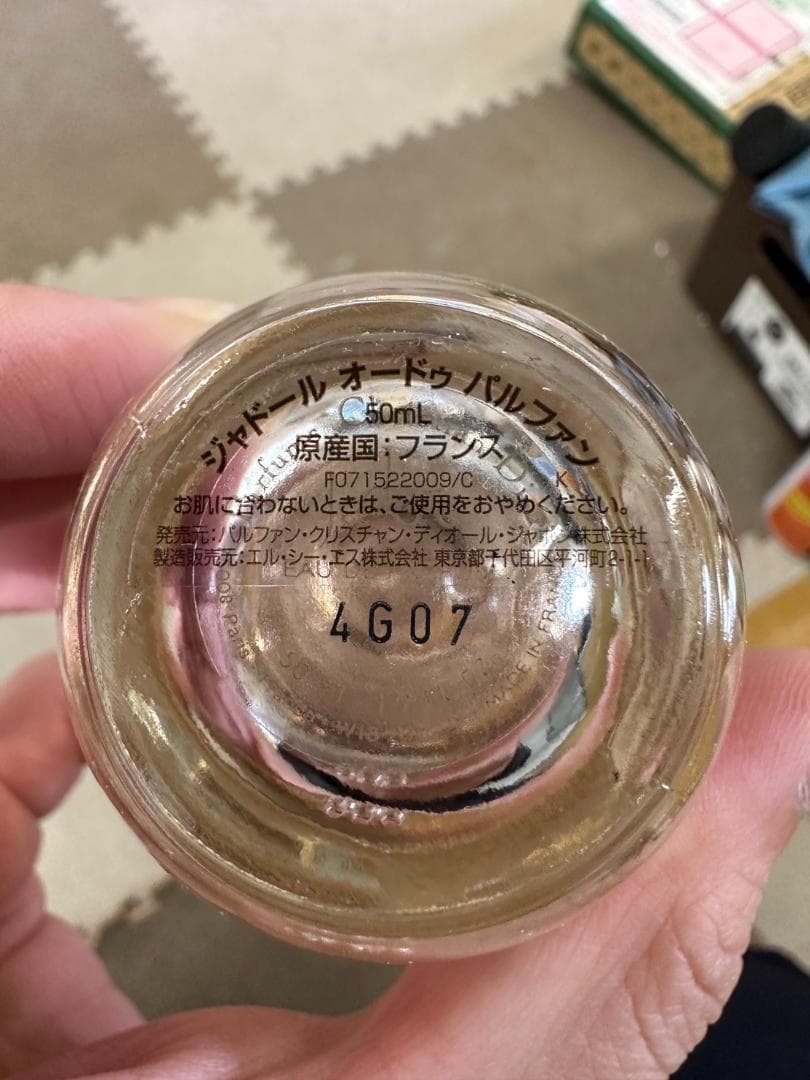 ジャドール オードゥ パルファン
50mL
原産国:フランス
F071522009/C K
お肌に合わないときは、ご使用をおやめください。
発売元:パルファン・クリスチャン・ディオール・ジャポン株式会社
製造販売元:エル・シー・エス株式会社 東京都千代田区平河町2-1-1
4G07
MADE IN FRAN